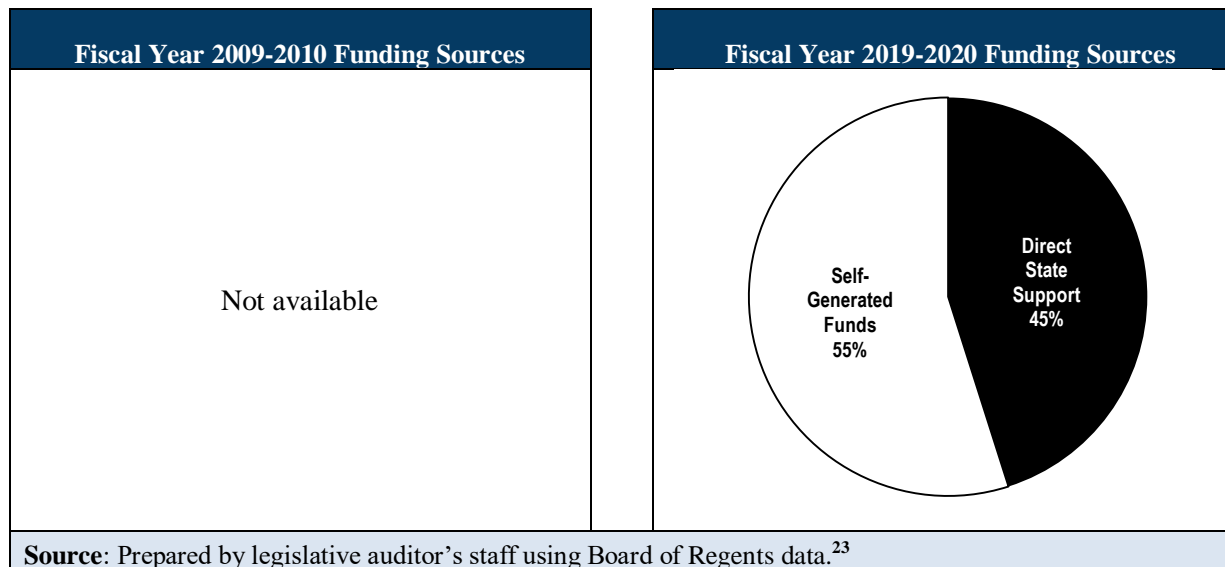 Fiscal Year 2009-2010 Funding Sources
Not available
Fiscal Year 2019-2020 Funding Sources
Self-
Generated
Funds
55%
Direct
State
Support
45%
Source: Prepared by legislative auditor’s staff using Board of Regents data.23